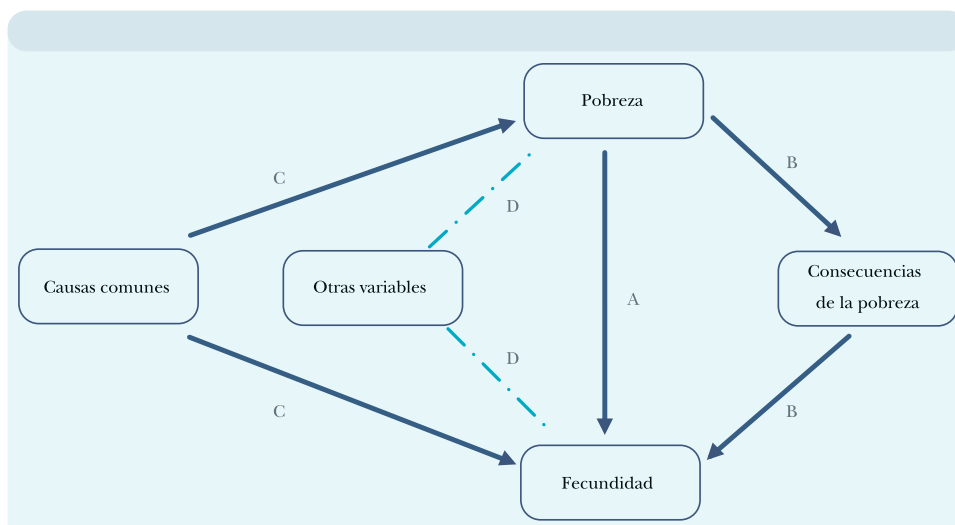 Pobreza
C
B
D
Causas comunes
Otras variables
Consecuencias
de la pobreza
A
D
C
B
Fecundidad